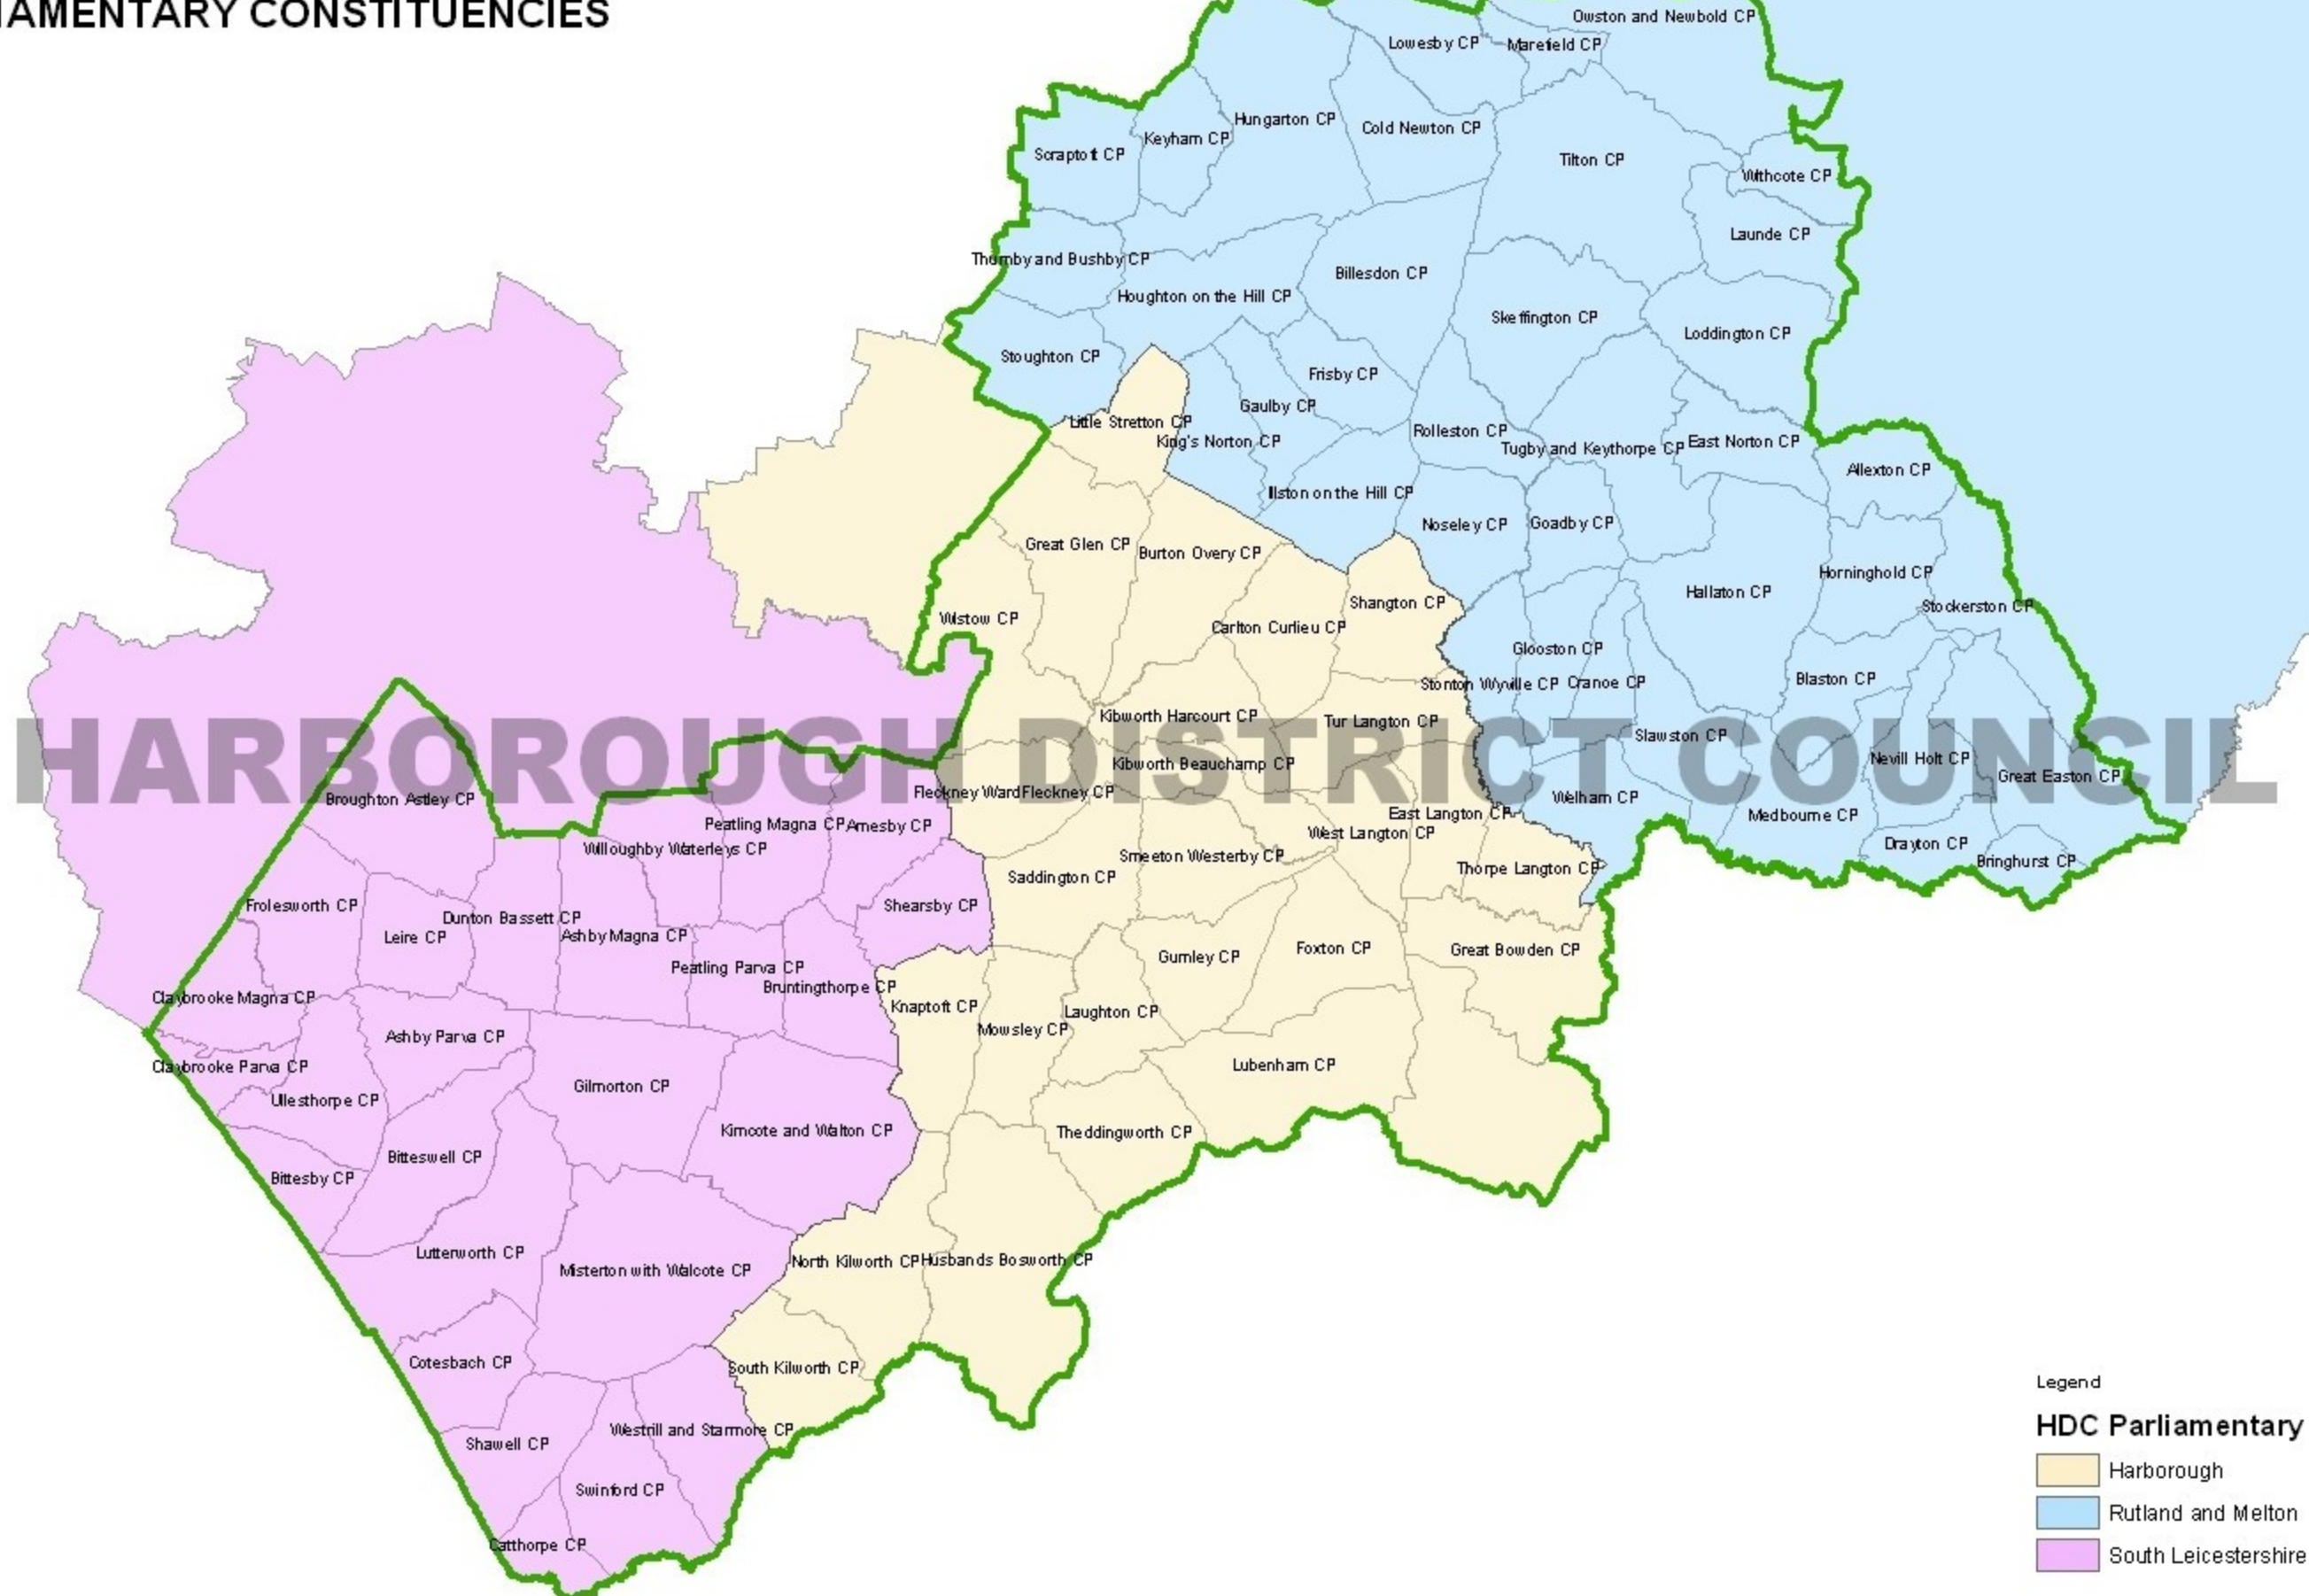 IAMENTARY CONSTITUENCIES
Owston and Newbold CP
Lowesby CP
Marefield CP
Hungarton CP
Cold Newton CP
Keyham CP
Scraptoft CP
Tilton CP
Withcote CP
Launde CP
Thurnby and Bushby CP
Billesdon CP
Houghton on the Hill CP
Skeffington CP
Loddington CP
Stoughton CP
Frisby CP
Gaulby CP
Little Stretton CP
King's Norton CP
Rolleston CP
Tugby and Keythorpe CP
East Norton CP
Allexton CP
Illston on the Hill CP
Noseley CP
Goadby CP
Great Glen CP
Burton Overy CP
Horninghold CP
Hallaton CP
Shangton CP
Stockerston CP
Wistow CP
Carlton Curlieu CP
Glooston CP
Stonton Wyville CP
Cranoe CP
Blaston CP
Kibworth Harcourt CP
Tur Langton CP
Slawston CP
HARBOROUGH DISTRICT COUNCIL
Kibworth Beauchamp CP
Nevill Holt CP
Great Easton CP
Broughton Astley CP
Fleckney Ward
Fleckney CP
Welham CP
Peatling Magna CP
Arnesby CP
East Langton CP
Medbourne CP
West Langton CP
Willoughby Waterleys CP
Smeeton Westerby CP
Drayton CP
Bringhurst CP
Thorpe Langton CP
Saddington CP
Frolesworth CP
Shearsby CP
Dunton Bassett CP
Leire CP
Ashby Magna CP
Great Bowden CP
Foxton CP
Gumley CP
Peatling Parva CP
Bruntingthorpe CP
Claybrooke Magna CP
Knaptoft CP
Laughton CP
Mowsley CP
Ashby Parva CP
Claybrooke Parva CP
Lubenham CP
Gilmorton CP
Ullesthorpe CP
Kimcote and Walton CP
Theddingworth CP
Bitteswell CP
Bittesby CP
Lutterworth CP
North Kilworth CP
Husbands Bosworth CP
Misterton with Walcote CP
Cotesbach CP
South Kilworth CP
Westrill and Starmore CP
Shawell CP
Swinford CP
Catthorpe CP
Legend
HDC Parliamentary
Harborough
Rutland and Melton
South Leicestershire